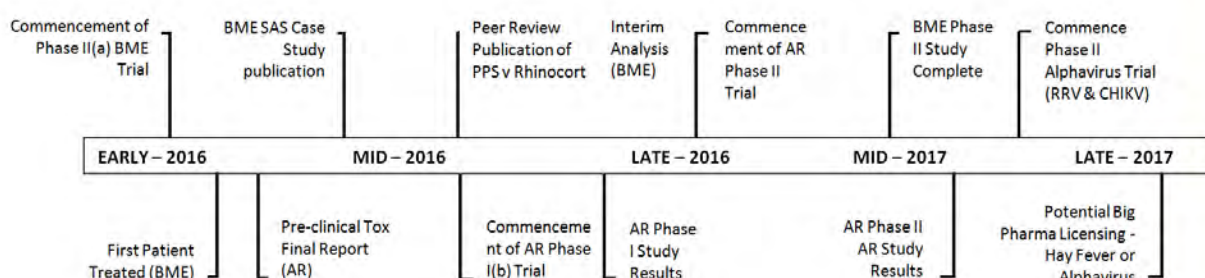 Commencement of
Phase II(a) BME
Trial
BME SAS Case
Study
publication
Peer Review
Publication of
PPS v Rhinocort
Interim
Analysis
(BME)
Commence
ment of AR
Phase II
Trial
BME Phase
II Study
Complete
Commence
Phase II
Alphavirus Trial
(RRV & CHIKV)
EARLY – 2016
MID – 2016
LATE – 2016
MID – 2017
LATE – 2017
First Patient
Treated (BME)
Pre-clinical Tox
Final Report
(AR)
Commenceme
nt of AR Phase
I(b) Trial
AR Phase
I Study
Results
AR Phase II
AR Study
Results
Potential Big
Pharma Licensing -
Hay Fever or
Alphavirus